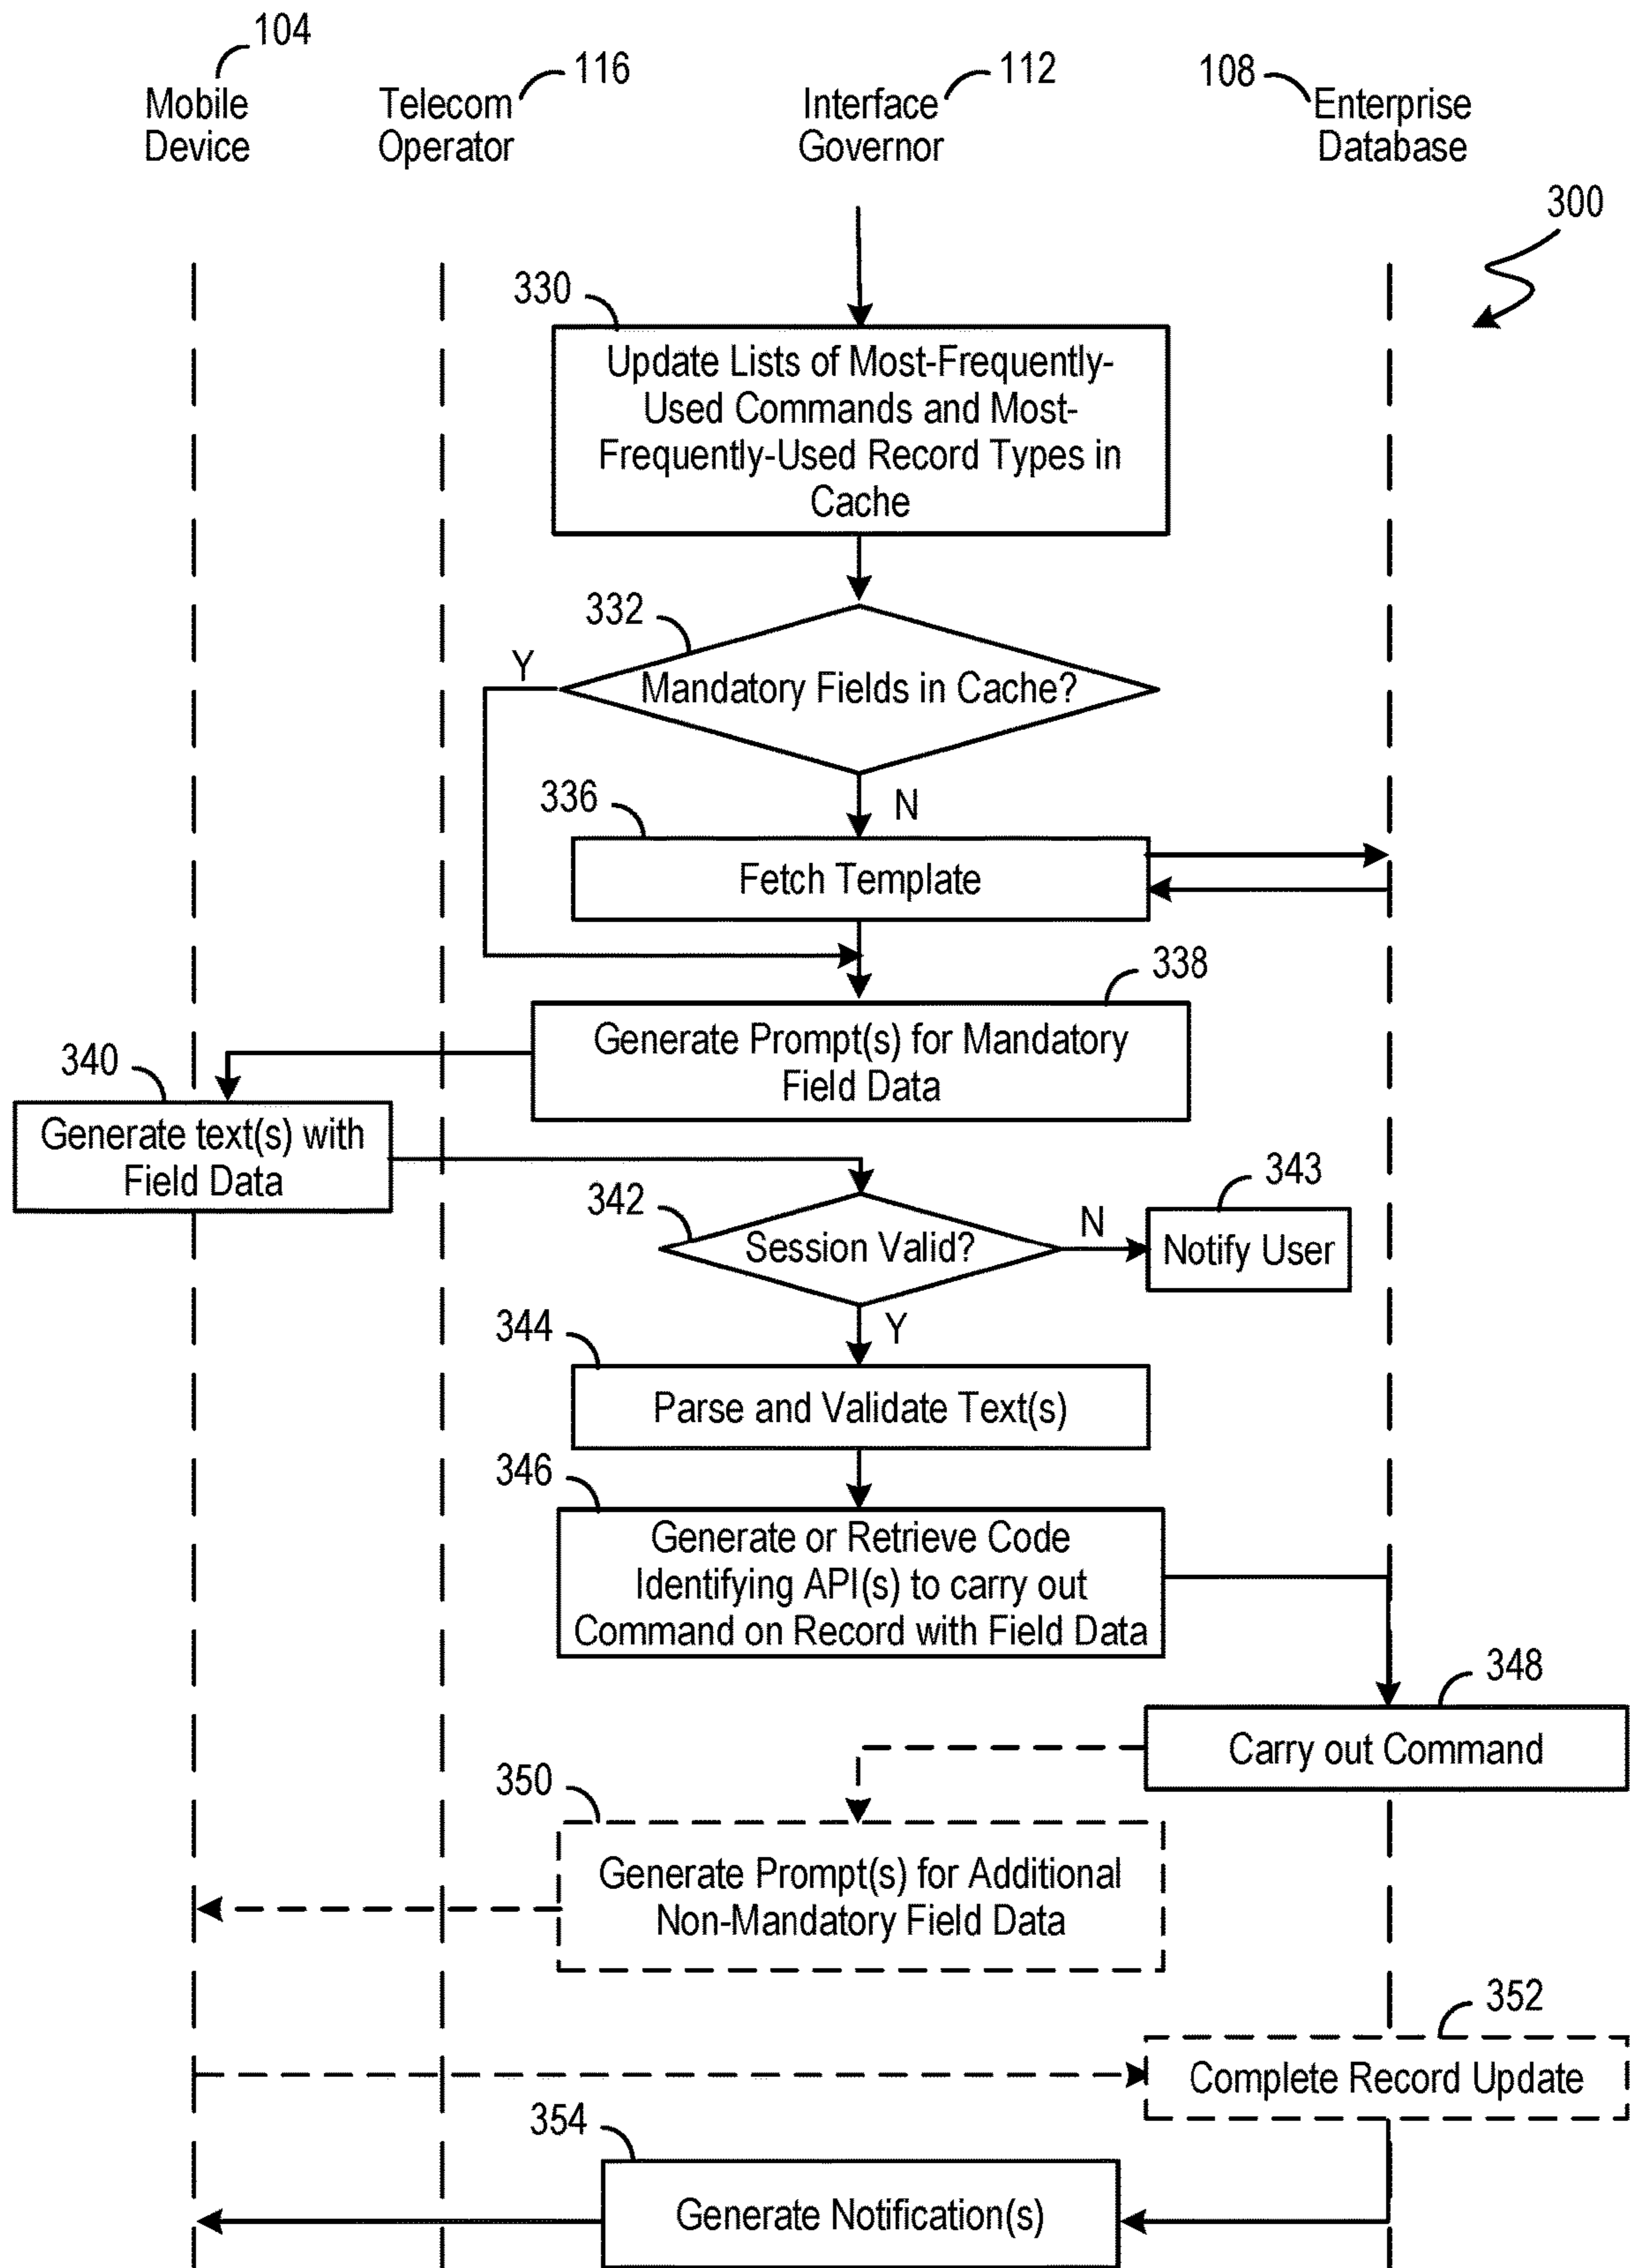 104
116
112
108
Mobile
Device
Telecom
Operator
Interface
Governor
Enterprise
Database
300
330
Update Lists of Most-Frequently-
Used Commands and Most-
Frequently-Used Record Types in
Cache
332
Y
Mandatory Fields in Cache?
336
N
Fetch Template
338
Generate Prompt(s) for Mandatory
Field Data
340
Generate text(s) with
Field Data
342
Session Valid?
N
343
Notify User
344
Y
Parse and Validate Text(s)
346
Generate or Retrieve Code
Identifying API(s) to carry out
Command on Record with Field Data
348
Carry out Command
350
Generate Prompt(s) for Additional
Non-Mandatory Field Data
352
Complete Record Update
354
Generate Notification(s)